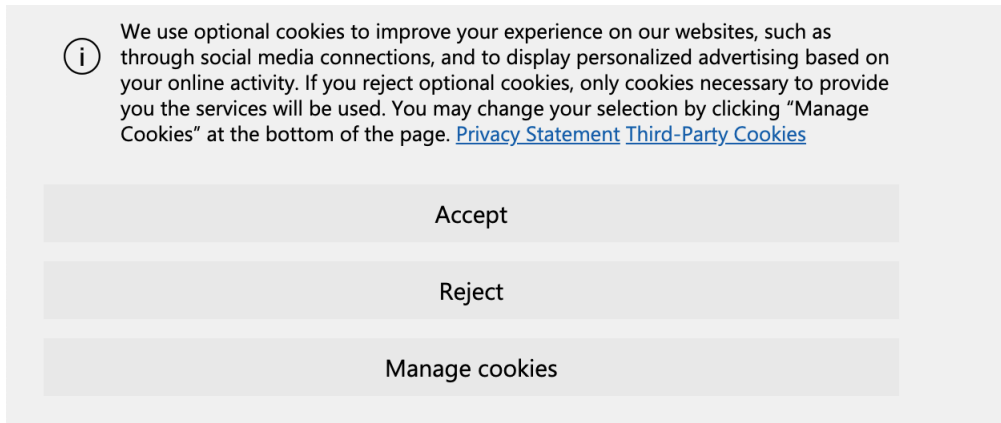 We use optional cookies to improve your experience on our websites, such as
through social media connections, and to display personalized advertising based on
your online activity. If you reject optional cookies, only cookies necessary to provide
you the services will be used. You may change your selection by clicking “Manage
Cookies” at the bottom of the page. Privacy Statement Third-Party Cookies
Accept
Reject
Manage cookies